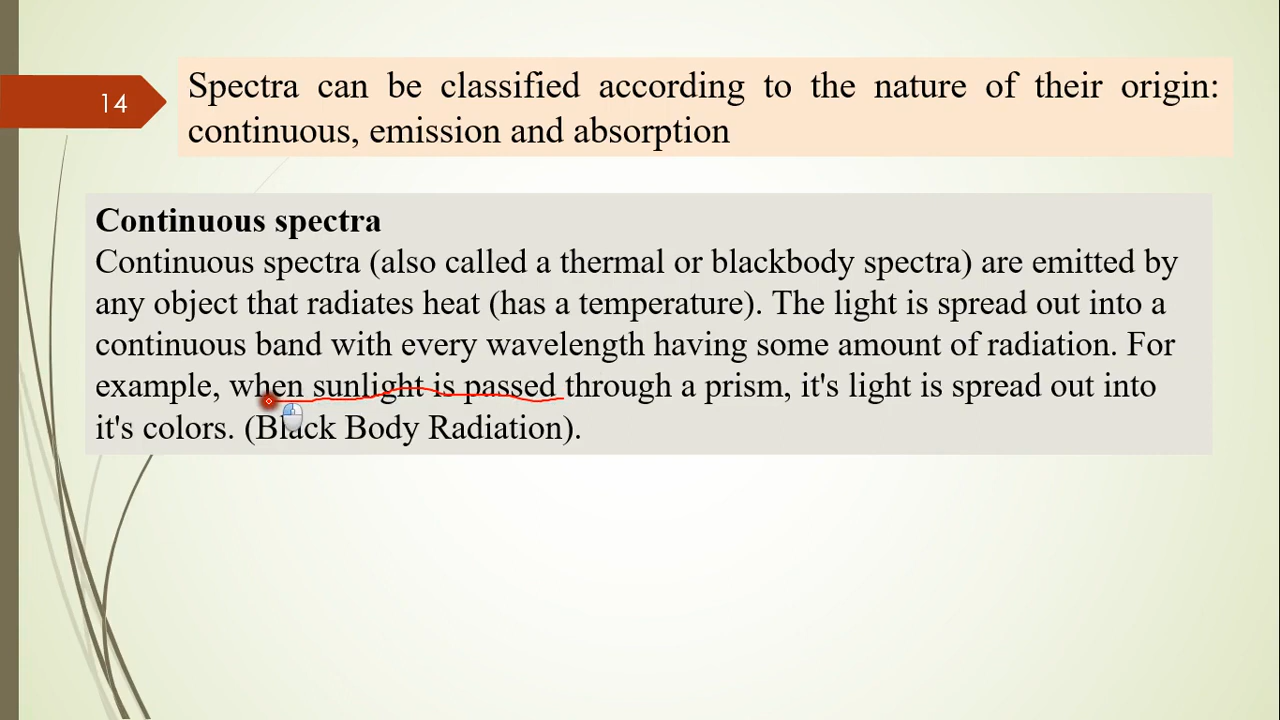 14
Spectra can be classified according to the nature of their origin:
continuous, emission and absorption
Continuous spectra
Continuous spectra (also called a thermal or blackbody spectra) are emitted by
any object that radiates heat (has a temperature). The light is spread out into a
continuous band with every wavelength having some amount of radiation. For
example, when sunlight is passed through a prism, it's light is spread out into
it's colors. (Black Body Radiation).